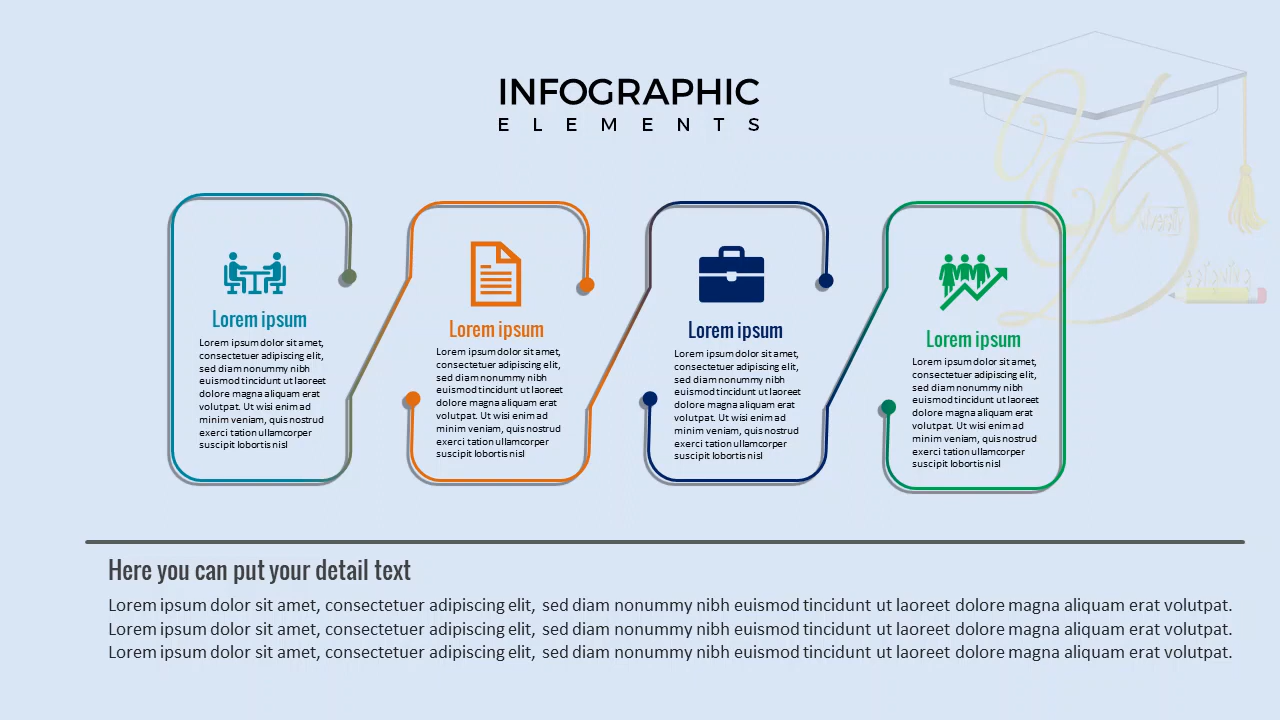 INFOGRAPHIC
ELEMENTS
Lorem ipsum
Lorem ipsum dolor sit amet,
consectetuer adipiscing elit,
sed diam nonummy nibh
euismod tincidunt ut laoreet
dolore magna aliquam erat
volutpat. Ut wisi enim ad
minim veniam, quis nostrud
exerci tation ullamcorper
suscipit lobortis nisl
Lorem ipsum
Lorem ipsum dolor sit amet,
consectetuer adipiscing elit,
sed diam nonummy nibh
euismod tincidunt ut laoreet
dolore magna aliquam erat
volutpat. Ut wisi enim ad
minim veniam, quis nostrud
exerci tation ullamcorper
suscipit lobortis nisl
Lorem ipsum
Lorem ipsum dolor sit amet,
consectetuer adipiscing elit,
sed diam nonummy nibh
euismod tincidunt ut laoreet
dolore magna aliquam erat
volutpat. Ut wisi enim ad
minim veniam, quis nostrud
exerci tation ullamcorper
suscipit lobortis nisl
Lorem ipsum
Lorem ipsum dolor sit amet,
consectetuer adipiscing elit,
sed diam nonummy nibh
euismod tincidunt ut laoreet
dolore magna aliquam erat
volutpat. Ut wisi enim ad
minim veniam, quis nostrud
exerci tation ullamcorper
suscipit lobortis nisl
Here you can put your detail text
Lorem ipsum dolor sit amet, consectetuer adipiscing elit, sed diam nonummy nibh euismod tincidunt ut laoreet dolore magna aliquam erat volutpat.
Lorem ipsum dolor sit amet, consectetuer adipiscing elit, sed diam nonummy nibh euismod tincidunt ut laoreet dolore magna aliquam erat volutpat.
Lorem ipsum dolor sit amet, consectetuer adipiscing elit, sed diam nonummy nibh euismod tincidunt ut laoreet dolore magna aliquam erat volutpat.